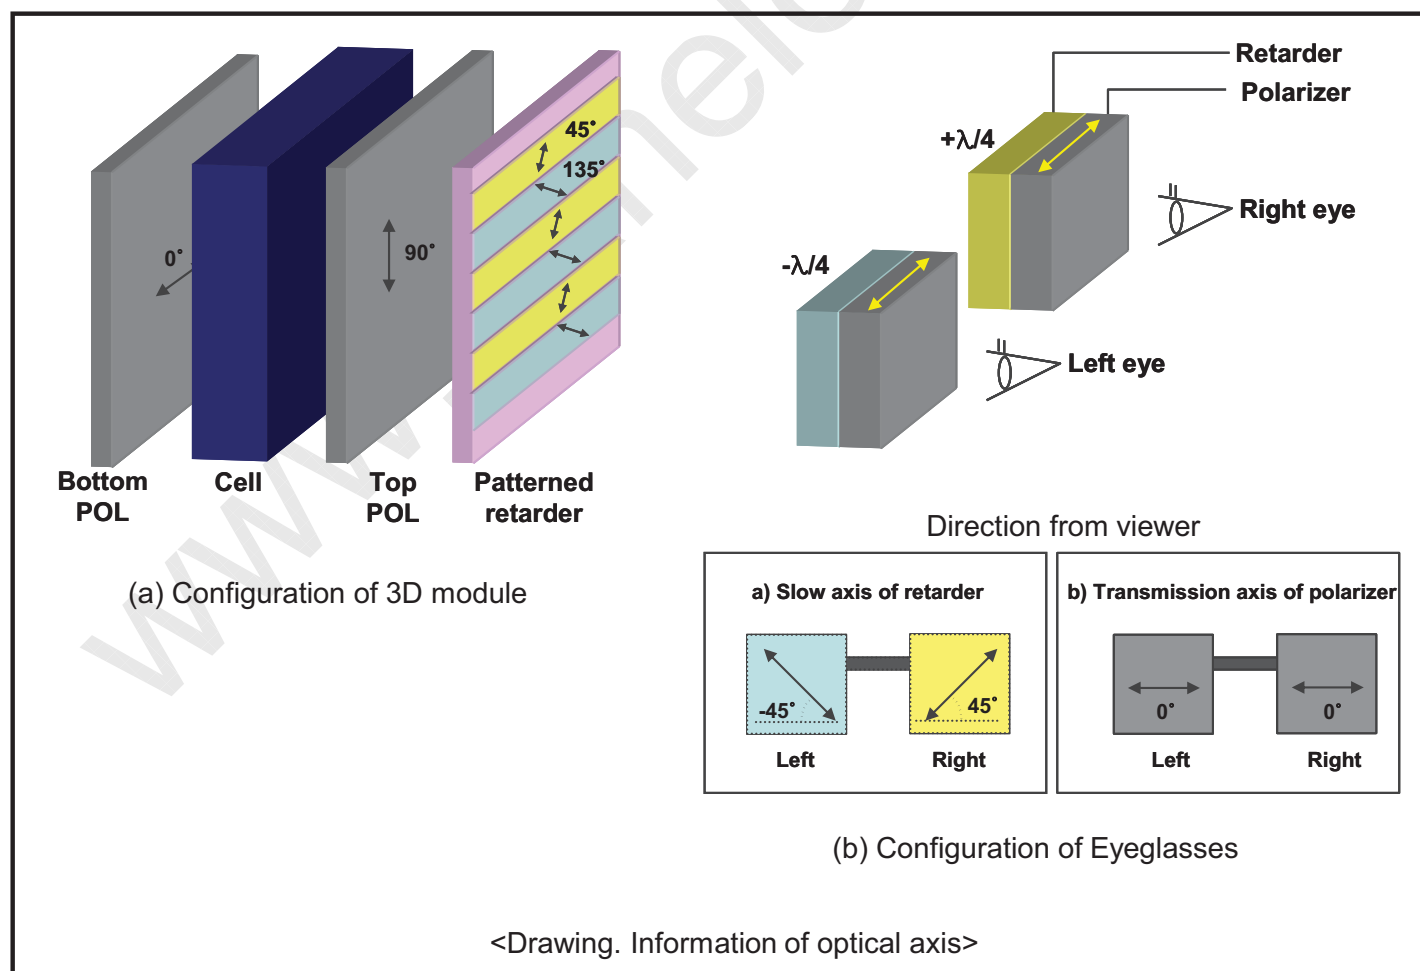 45°
135°
0°
90°
Bottom
POL
Cell
Top
POL
Patterned
retarder
(a) Configuration of 3D module
Retarder
Polarizer
+λ/4
Right eye
-λ/4
Left eye
Direction from viewer
a) Slow axis of retarder
-45°
45°
Left
Right
b) Transmission axis of polarizer
0°
0°
Left
Right
(b) Configuration of Eyeglasses
<Drawing. Information of optical axis>